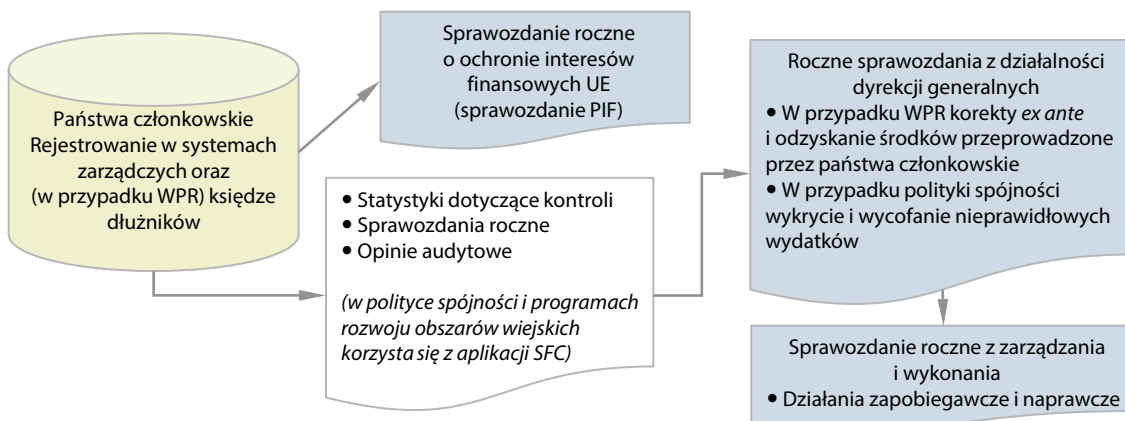 Państwa członkowskie
Rejestrowanie w systemach
zarządczych oraz
(w przypadku WPR) księdze
dłużników
Sprawozdanie roczne
o ochronie interesów
finansowych UE
(sprawozdanie PIF)
• Statystyki dotyczące kontroli
• Sprawozdania roczne
• Opinie audytowe
(w polityce spójności i programach
rozwoju obszarów wiejskich
korzysta się z aplikacji SFC)
Roczne sprawozdania z działalności
dyrekcji generalnych
• W przypadku WPR korekty ex ante
i odzyskanie środków przeprowadzone
przez państwa członkowskie
• W przypadku polityki spójności
wykrycie i wycofanie nieprawidłowych
wydatków
Sprawozdanie roczne z zarządzania
i wykonania
• Działania zapobiegawcze i naprawcze